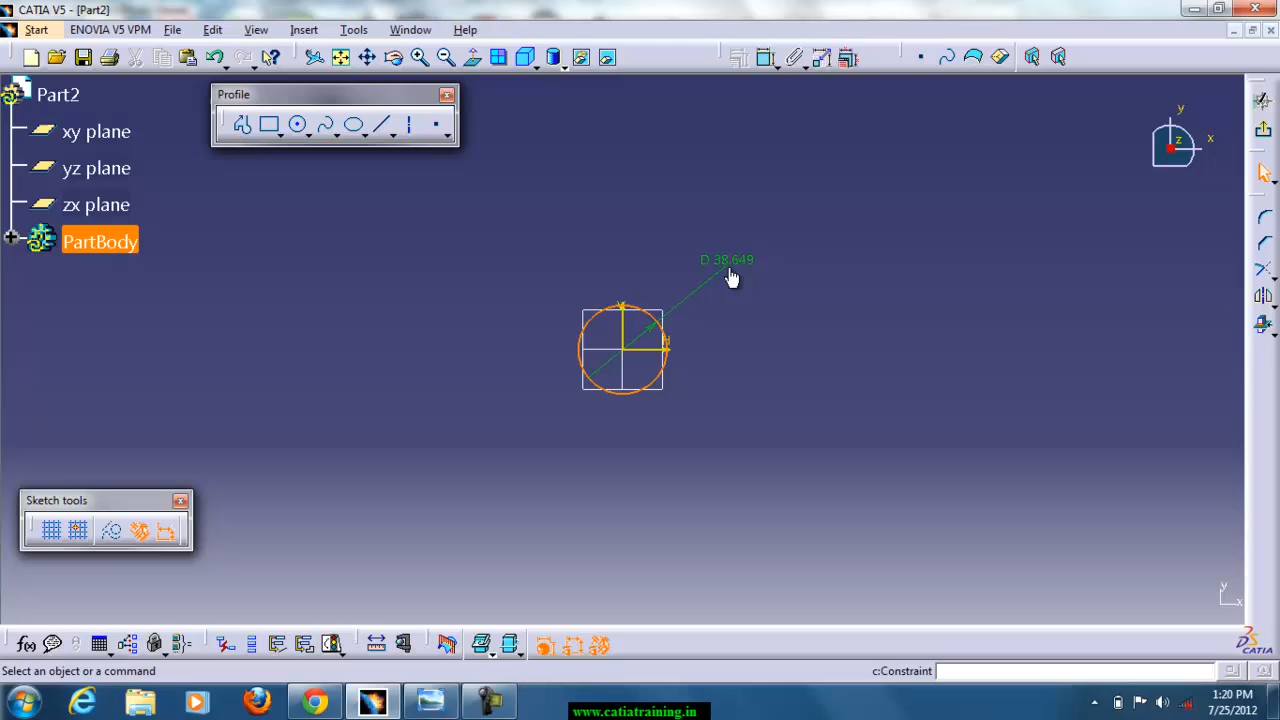 CATIA V5 - [Part2]
Start ENOVIA V5 VPM File Edit View Insert Tools Window Help
Part2
xy plane
yz plane
zx plane
PartBody
Profile
y
x
z
D 38.649
V
H
Sketch tools
y
x
f(x)
CATIA
Select an object or a command
c:Constraint
1:20 PM
7/25/2012
www.catiatraining.in